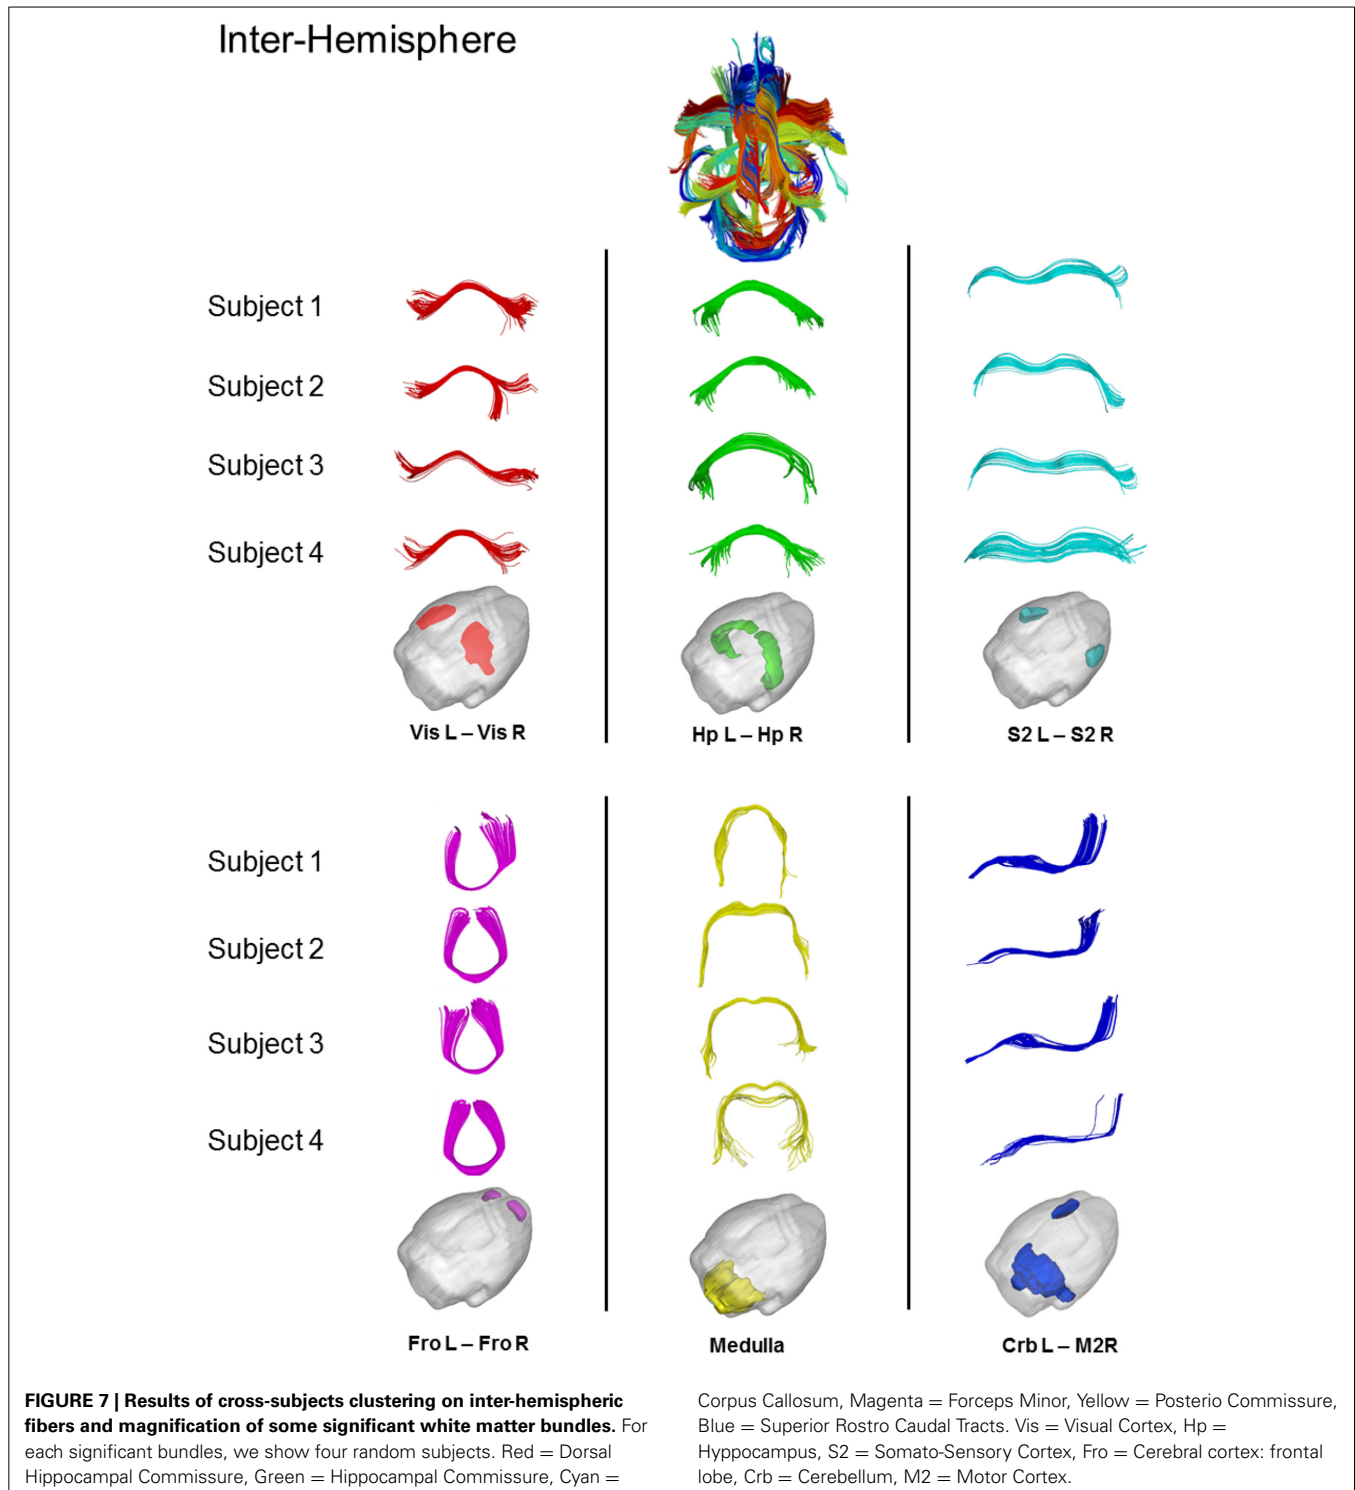 Inter-Hemisphere
Subject 1
Subject 2
Subject 3
Subject 4
Vis L – Vis R
Hp L – Hp R
S2 L – S2 R
Subject 1
Subject 2
Subject 3
Subject 4
Fro L – Fro R
Medulla
Crb L – M2R
FIGURE 7 | Results of cross-subjects clustering on inter-hemispheric
fibers and magnification of some significant white matter bundles. For
each significant bundles, we show four random subjects. Red = Dorsal
Hippocampal Commissure, Green = Hippocampal Commissure, Cyan =
Corpus Callosum, Magenta = Forceps Minor, Yellow = Posterio Commissure,
Blue = Superior Rostro Caudal Tracts. Vis = Visual Cortex, Hp =
Hyppocampus, S2 = Somato-Sensory Cortex, Fro = Cerebral cortex: frontal
lobe, Crb = Cerebellum, M2 = Motor Cortex.